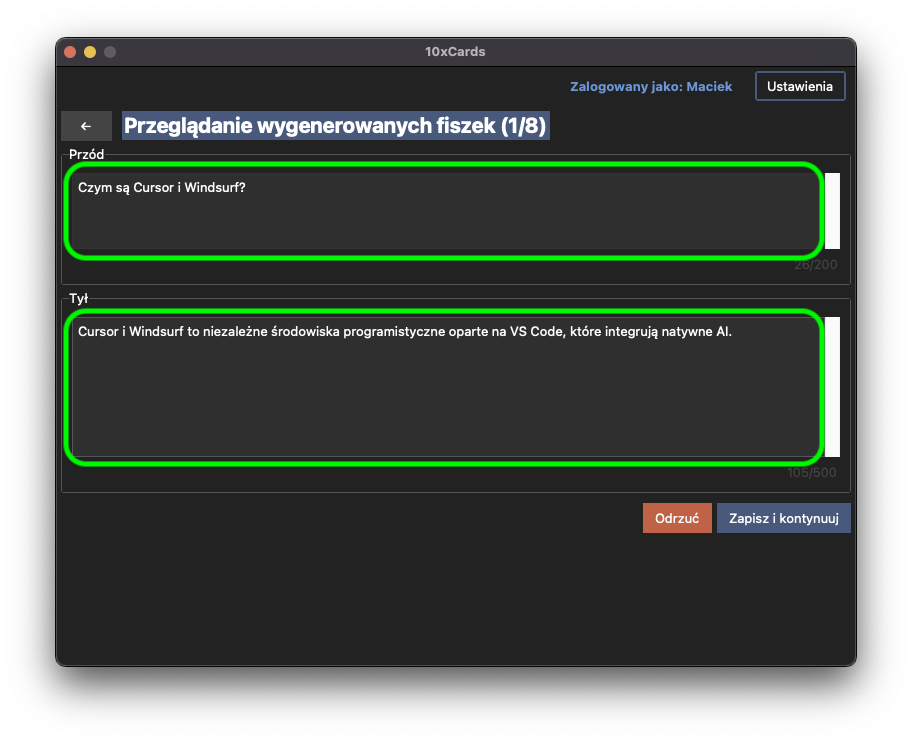 10xCards
Zalogowany jako: Maciek
Ustawienia
← Przeglądanie wygenerowanych fiszek (1/8)
Przód
Czym są Cursor i Windsurf?
26/200
Tył
Cursor i Windsurf to niezależne środowiska programistyczne oparte na VS Code, które integrują natywne AI.
105/500
Odrzuć
Zapisz i kontynuuj